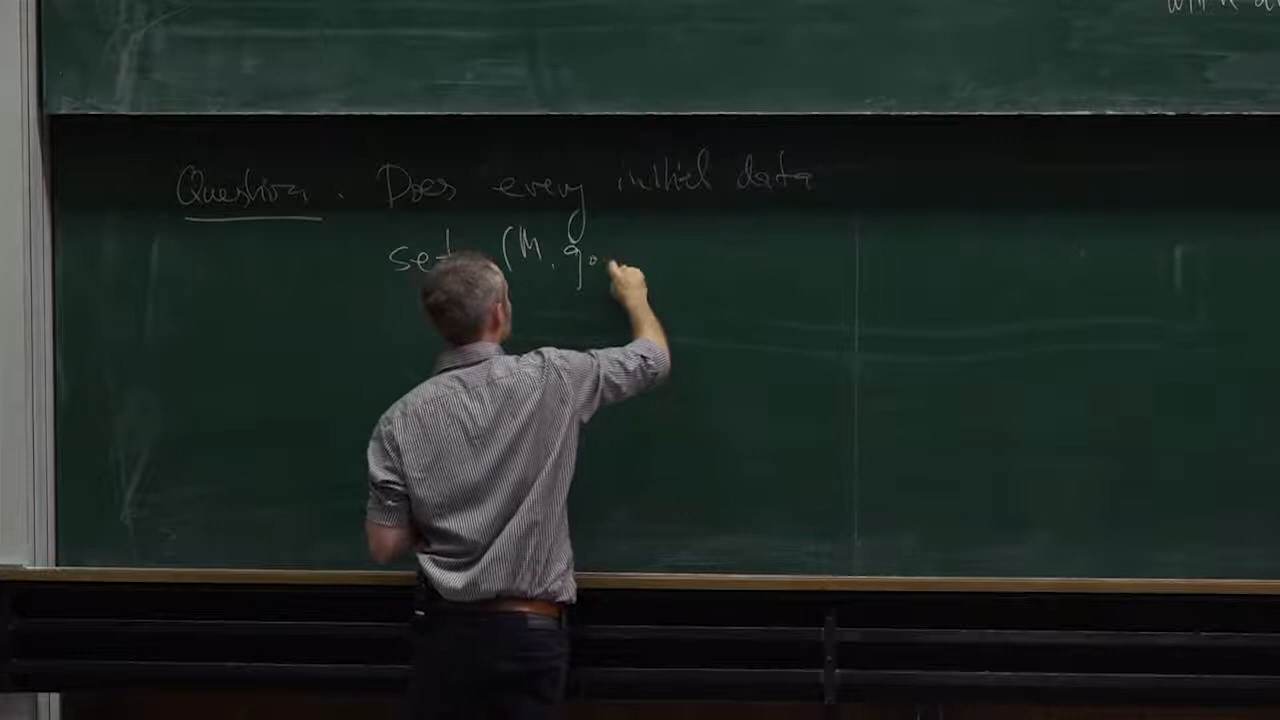 Question. Does every initial data
set (M, g₀